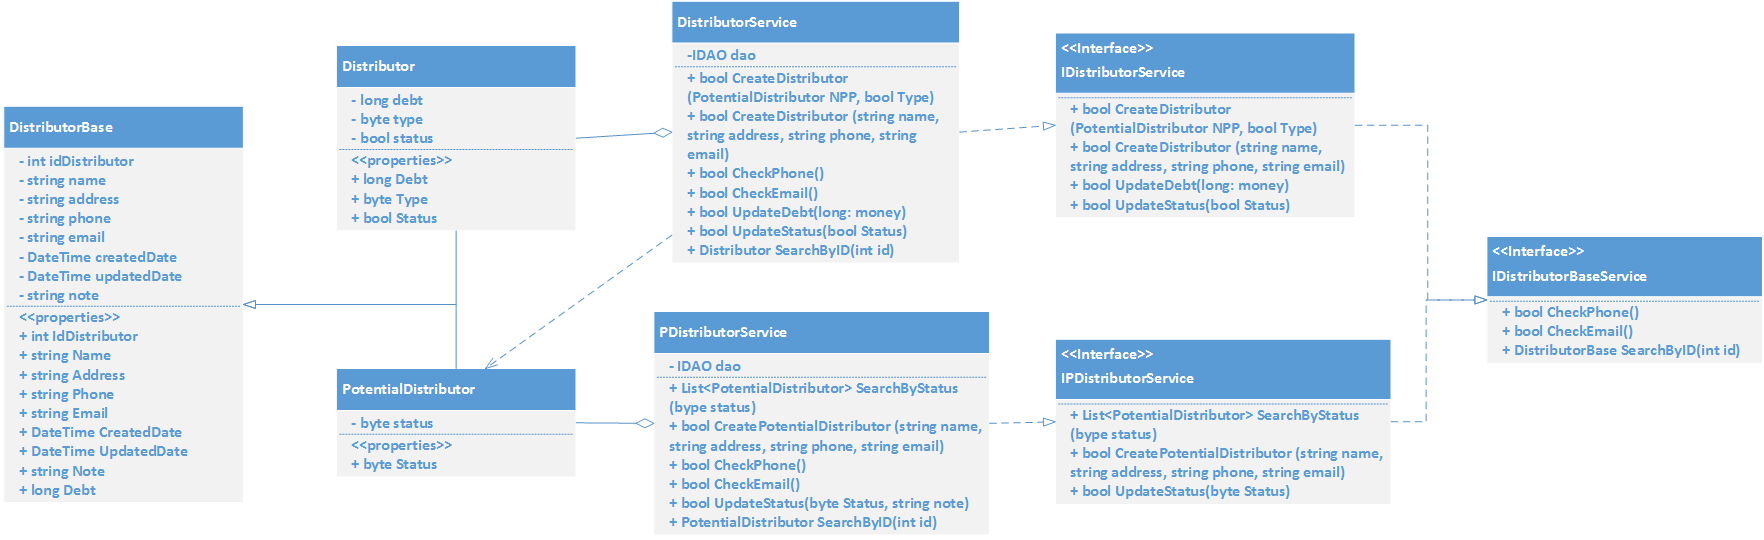 DistributorBase
- int idDistributor
- string name
- string address
- string phone
- string email
- DateTime createdDate
- DateTime updatedDate
- string note
<<properties>>
+ int IdDistributor
+ string Name
+ string Address
+ string Phone
+ string Email
+ DateTime CreatedDate
+ DateTime UpdatedDate
+ string Note
+ long Debt
Distributor
- long debt
- byte type
- bool status
<<properties>>
+ long Debt
+ byte Type
+ bool Status
PotentialDistributor
- byte status
<<properties>>
+ byte Status
DistributorService
-IDAO dao
+ bool CreateDistributor
(PotentialDistributor NPP, bool Type)
+ bool CreateDistributor (string name,
string address, string phone, string
email)
+ bool CheckPhone()
+ bool CheckEmail()
+ bool UpdateDebt(long: money)
+ bool UpdateStatus(bool Status)
+ Distributor SearchByID(int id)
PDistributorService
- IDAO dao
+ List<PotentialDistributor> SearchByStatus
(bype status)
+ bool CreatePotentialDistributor (string name,
string address, string phone, string email)
+ bool CheckPhone()
+ bool CheckEmail()
+ bool UpdateStatus(byte Status, string note)
+ PotentialDistributor SearchByID(int id)
<<Interface>>
IDistributorService
+ bool CreateDistributor
(PotentialDistributor NPP, bool Type)
+ bool CreateDistributor (string name,
string address, string phone, string email)
+ bool UpdateDebt(long: money)
+ bool UpdateStatus(bool Status)
<<Interface>>
IPDistributorService
+ List<PotentialDistributor> SearchByStatus
(bype status)
+ bool CreatePotentialDistributor (string name,
string address, string phone, string email)
+ bool UpdateStatus(byte Status)
<<Interface>>
IDistributorBaseService
+ bool CheckPhone()
+ bool CheckEmail()
+ DistributorBase SearchByID(int id)